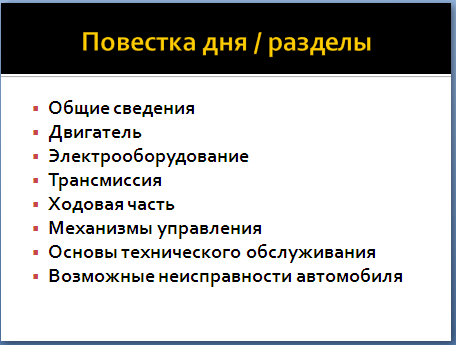 Повестка дня / разделы
Общие сведения
Двигатель
Электрооборудование
Трансмиссия
Ходовая часть
Механизмы управления
Основы технического обслуживания
Возможные неисправности автомобиля